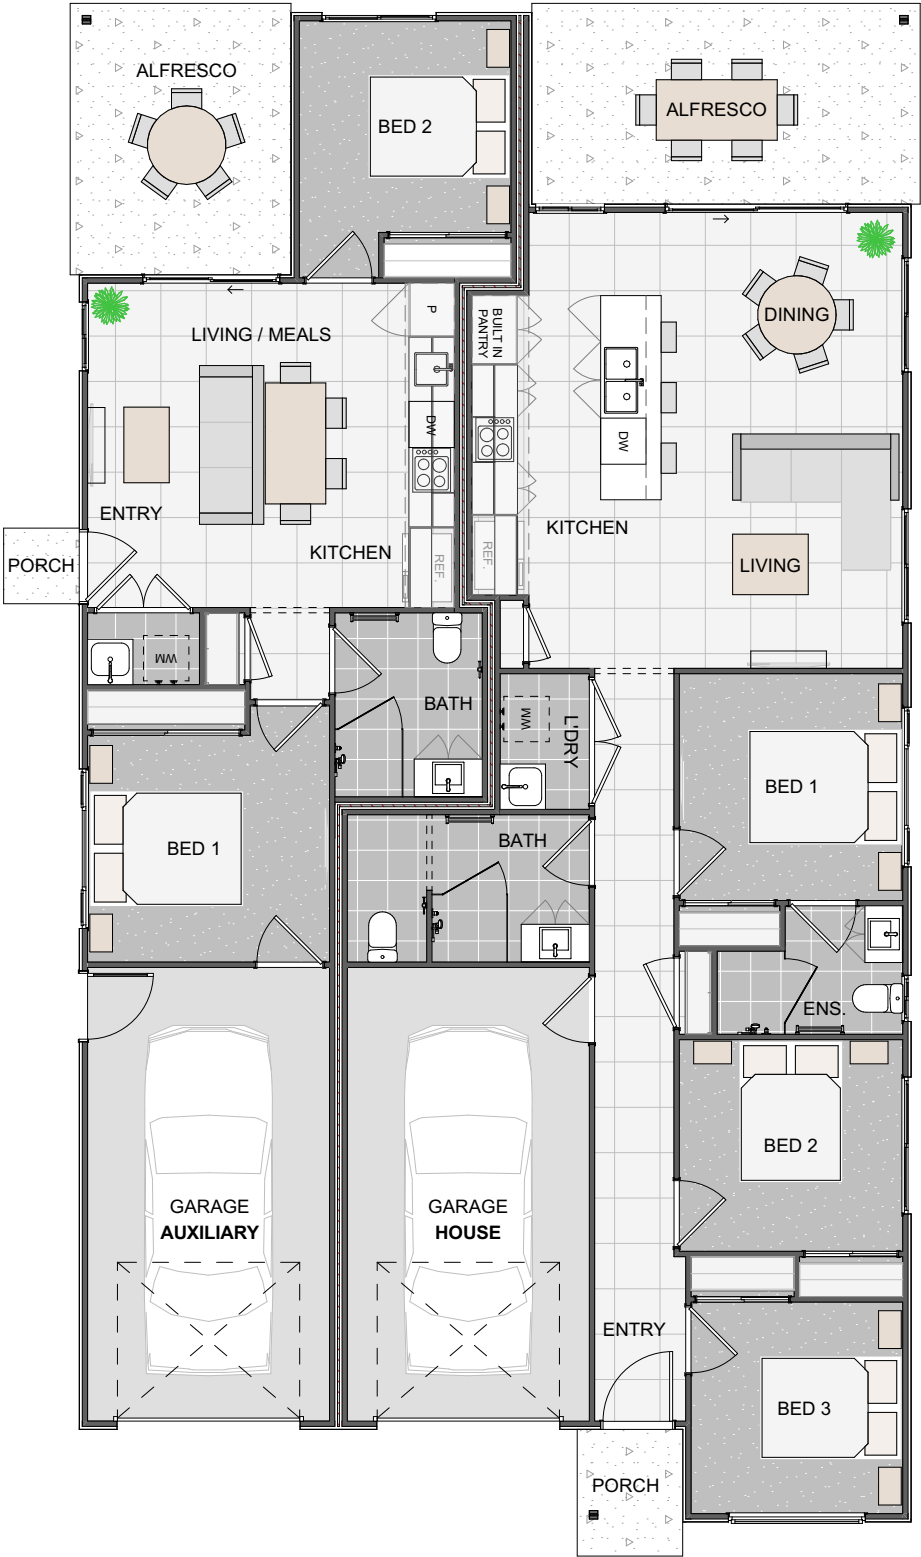 ALFRESCO
BED 2
ALFRESCO
LIVING / MEALS
P
BUILT IN
PANTRY
DINING
DW
DW
ENTRY
KITCHEN
REF.
REF.
KITCHEN
PORCH
LIVING
WM
BATH
WM
L'DRY
BED 1
BED 1
BATH
ENS.
BED 2
GARAGE
AUXILIARY
GARAGE
HOUSE
ENTRY
BED 3
PORCH